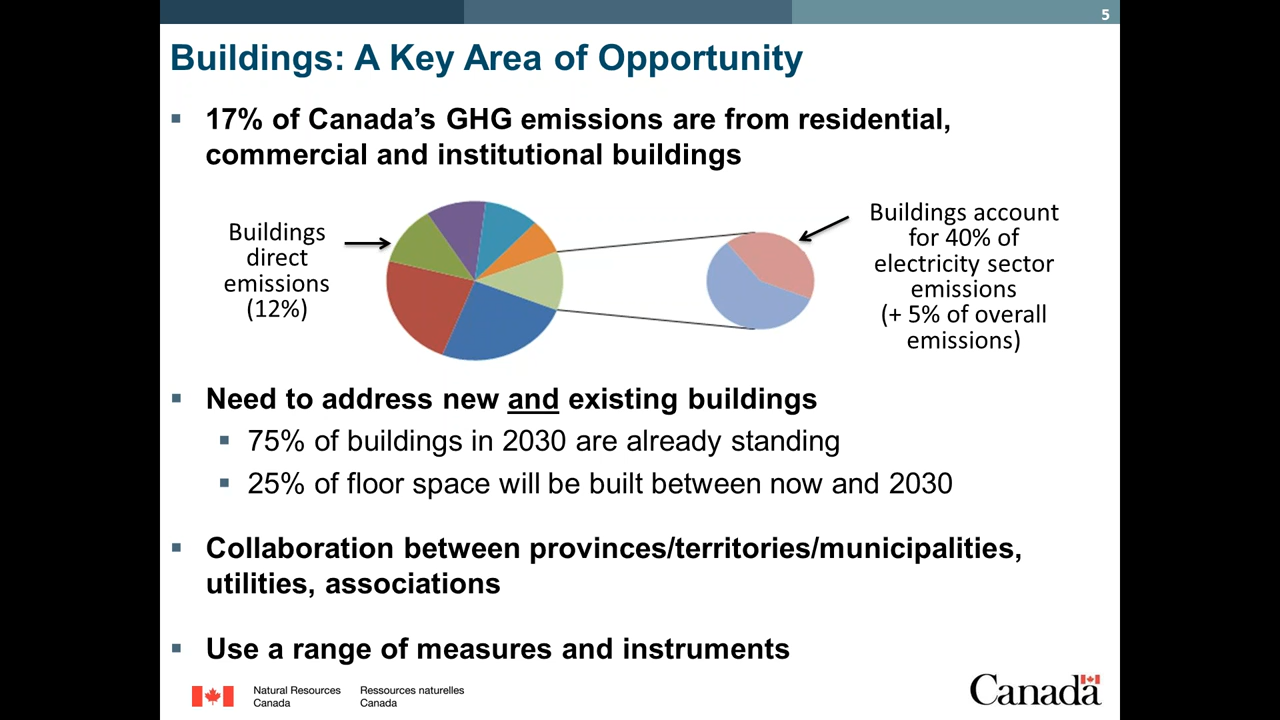 5
Buildings: A Key Area of Opportunity
17% of Canada’s GHG emissions are from residential,
commercial and institutional buildings
Buildings
direct
emissions
(12%)
Buildings account
for 40% of
electricity sector
emissions
(+ 5% of overall
emissions)
Need to address new and existing buildings
75% of buildings in 2030 are already standing
25% of floor space will be built between now and 2030
Collaboration between provinces/territories/municipalities,
utilities, associations
Use a range of measures and instruments
Natural Resources
Canada
Ressources naturelles
Canada
Canada